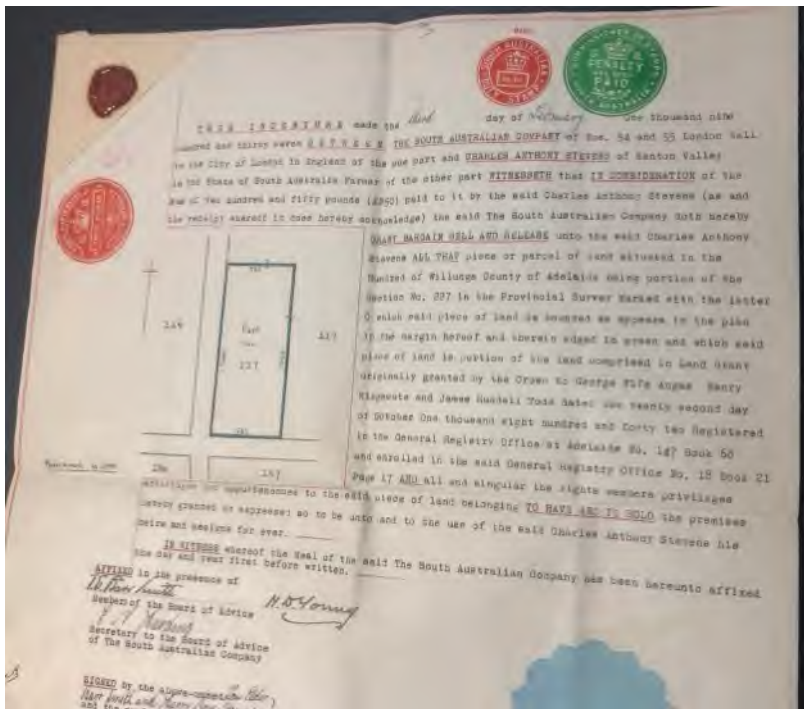 THIS INDENTURE made the third day of February One thousand nine
hundred and thirty seven BETWEEN THE SOUTH AUSTRALIAN COMPANY of Nos. 54 and 55 London Wall
in the City of London in England of the one part and CHARLES ANTHONY STEVENS of
Valley
in the State of South Australia Farmer of the other part WITNESSETH that IN CONSIDERATION of the
sum of Two hundred and fifty pounds (£250) paid to it by the said Charles Anthony Stevens (as and
the receipt whereof is does hereby acknowledge) the said The South Australian Company doth hereby
GRANT BARGAIN SELL AND RELEASE unto the said Charles Anthony
Stevens ALL THAT piece or parcel of land situated in the
Hundred of Willunga County of Adelaide being portion of the
Section No. 227 in the Provincial Survey marked with the letter
which said piece of land is bounded as appears in the plan
in the margin hereof and therein edged in green and which said
piece of land is portion of the land comprised in Land Grant
originally granted by the Crown to George Fife Angas Henry
Kingscote and James Ruddell Todd dated the twenty second day
of October One thousand eight hundred and forty two Registered
in the General Registry Office at Adelaide No. 147 Book
and enrolled in the said General Registry Office No. 18 Book 21
Page 17 AND all and singular the rights members privileges
and appurtenances to the said piece of land belonging TO HAVE AND TO HOLD the premises
hereby granted or expressed so to be unto and to the use of the said Charles Anthony Stevens his
heirs and assigns for ever.
IN WITNESS whereof the Seal of the said The South Australian Company has been hereunto affixed
the day and year first before written.
Part
227
AFFIXED in the presence of
H.D. Young
Members of the Board of Advice
Secretary to the Board of Advice
of The South Australian Company
SIGNED by the above-named
PENALTY
PAID
SOUTH AUSTRALIA